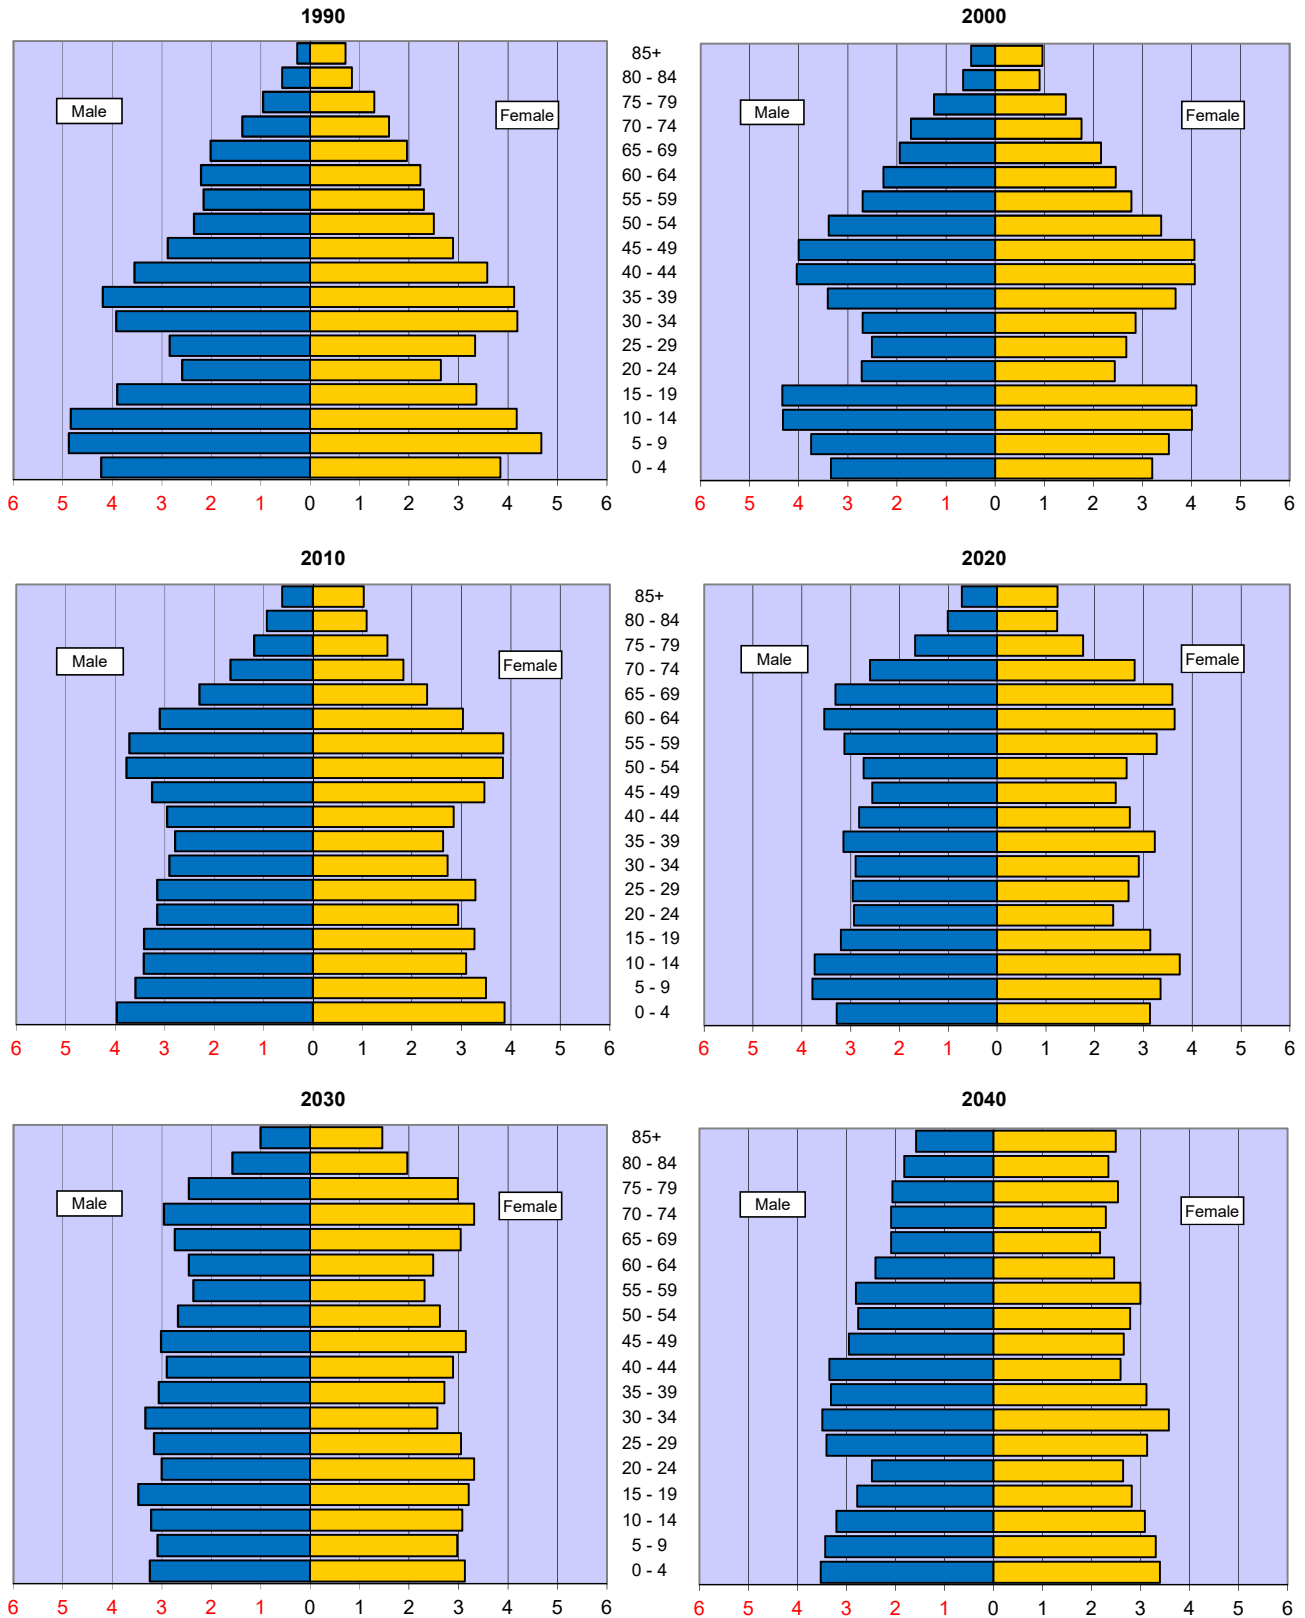 1990
2000
Male
Female
85+
80 - 84
75 - 79
70 - 74
65 - 69
60 - 64
55 - 59
50 - 54
45 - 49
40 - 44
35 - 39
30 - 34
25 - 29
20 - 24
15 - 19
10 - 14
5 - 9
0 - 4
Male
Female
6 5 4 3 2 1 0 1 2 3 4 5 6
6 5 4 3 2 1 0 1 2 3 4 5 6
2010
2020
Male
Female
85+
80 - 84
75 - 79
70 - 74
65 - 69
60 - 64
55 - 59
50 - 54
45 - 49
40 - 44
35 - 39
30 - 34
25 - 29
20 - 24
15 - 19
10 - 14
5 - 9
0 - 4
Male
Female
6 5 4 3 2 1 0 1 2 3 4 5 6
6 5 4 3 2 1 0 1 2 3 4 5 6
2030
2040
Male
Female
85+
80 - 84
75 - 79
70 - 74
65 - 69
60 - 64
55 - 59
50 - 54
45 - 49
40 - 44
35 - 39
30 - 34
25 - 29
20 - 24
15 - 19
10 - 14
5 - 9
0 - 4
Male
Female
6 5 4 3 2 1 0 1 2 3 4 5 6
6 5 4 3 2 1 0 1 2 3 4 5 6